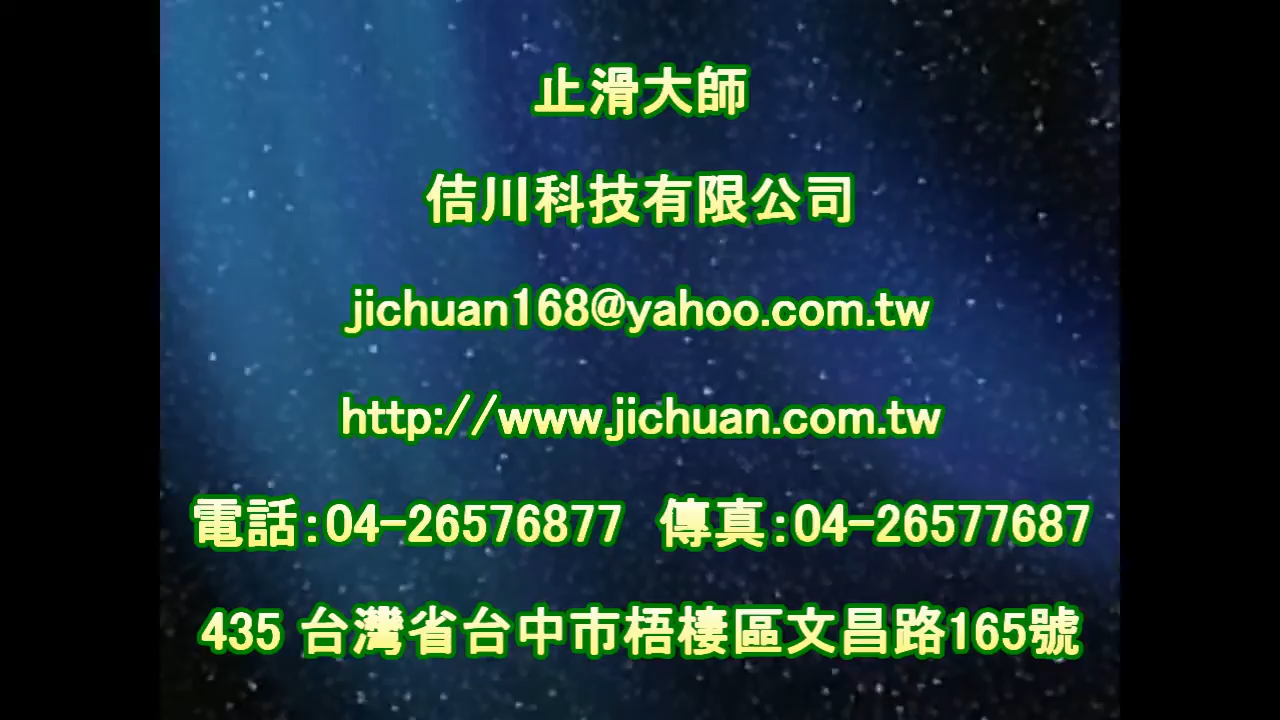 止滑大師
佶川科技有限公司
jichuan168@yahoo.com.tw
http://www.jichuan.com.tw
電話:04-26576877 傳真:04-26577687
435 台灣省台中市梧棲區文昌路165號